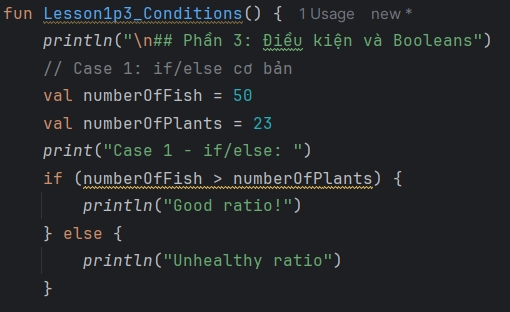 fun Lesson1p3_Conditions() { 1 Usage new *
println("\n## Phần 3: Điều kiện và Booleans")
// Case 1: if/else cơ bản
val numberOfFish = 50
val numberOfPlants = 23
print("Case 1 - if/else: ")
if (numberOfFish > numberOfPlants) {
println("Good ratio!")
} else {
println("Unhealthy ratio")
}